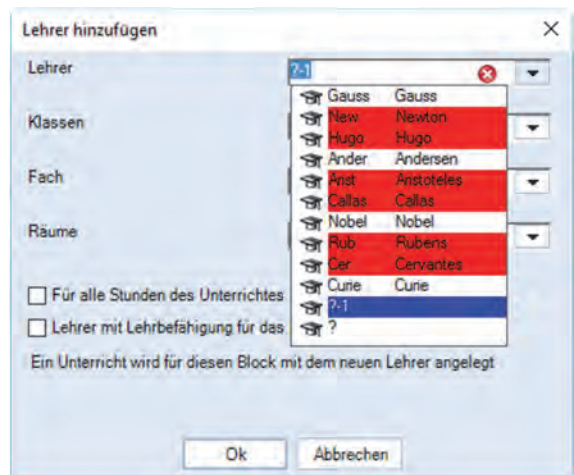 Lehrer hinzufügen
Lehrer
?-1
Gauss Gauss
New Newton
Klassen
Hugo Hugo
Ander Andersen
Fach
Arist Aristoteles
Callas Callas
Räume
Nobel Nobel
Rub Rubens
Cer Cervantes
Für alle Stunden des Unterrichtes
Curie Curie
?-1
Lehrer mit Lehrbefähigung für das
?
Ein Unterricht wird für diesen Block mit dem neuen Lehrer angelegt
Ok Abbrechen